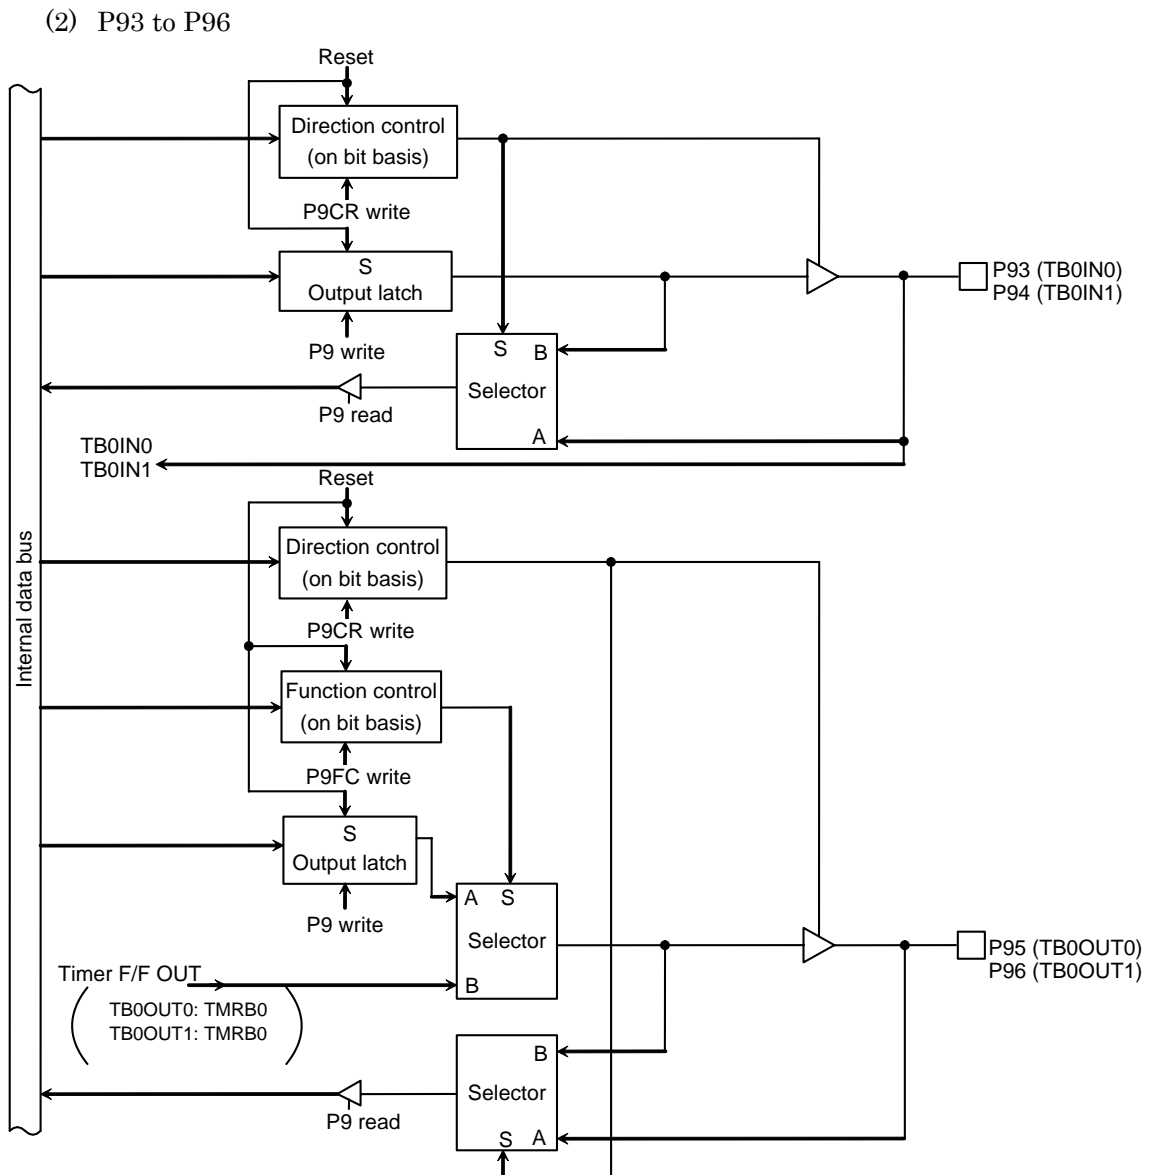 (2) P93 to P96
Reset
Direction control
(on bit basis)
P9CR write
S
Output latch
P9 write
S
B
Selector
A
P9 read
P93 (TB0IN0)
P94 (TB0IN1)
TB0IN0
TB0IN1
Reset
Internal data bus
Direction control
(on bit basis)
P9CR write
Function control
(on bit basis)
P9FC write
S
Output latch
P9 write
A S
Selector
B
Timer F/F OUT
TB0OUT0: TMRB0
TB0OUT1: TMRB0
P95 (TB0OUT0)
P96 (TB0OUT1)
B
Selector
S A
P9 read